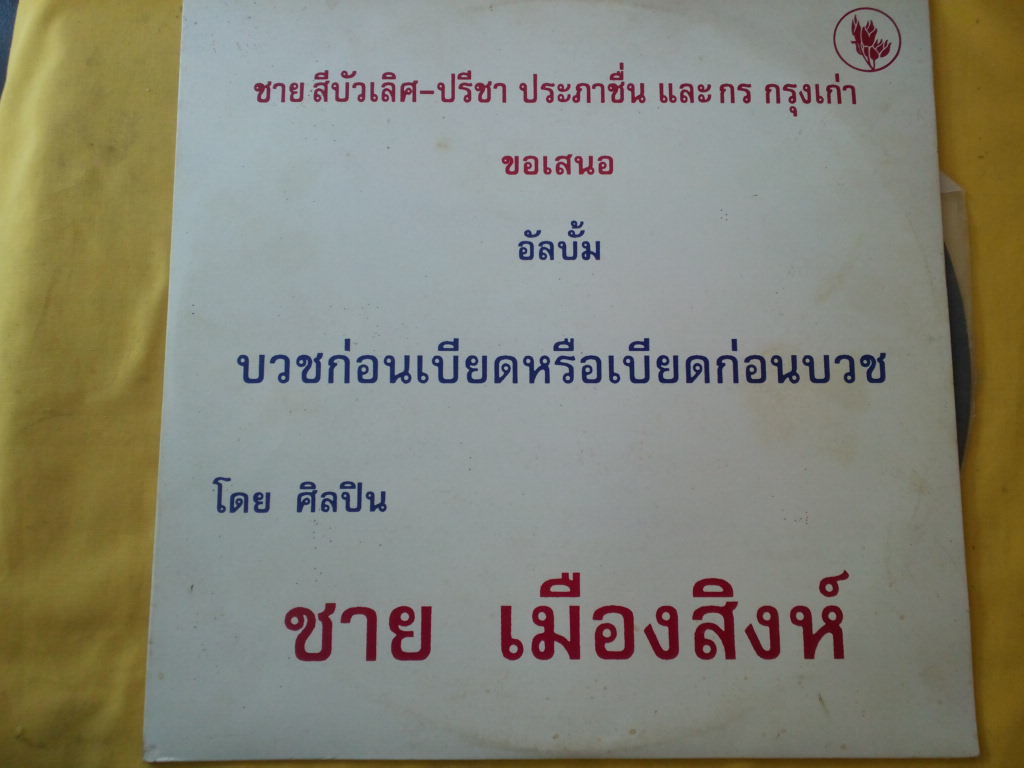 ชาย สีบัวเลิศ-ปรีชา ประภาชื่น และ กร กรุงเก่า
ขอเสนอ
อัลบั้ม
บวชก่อนเบียดหรือเบียดก่อนบวช
โดย ศิลปิน
ชาย เมืองสิงห์